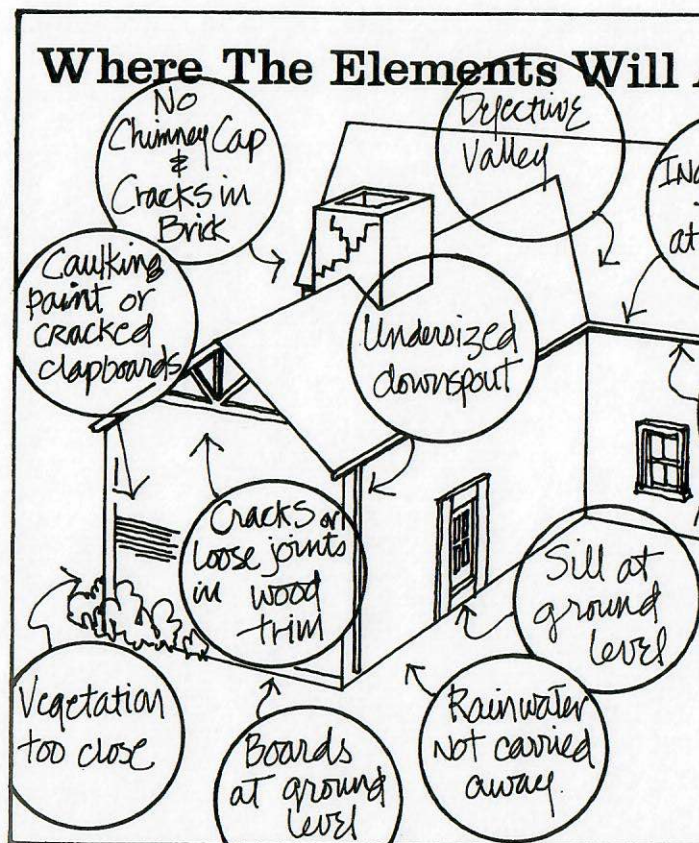 Where The Elements Will
No
Chimney Cap
&
Cracks in
Brick
Defective
Valley
at
Caulking
paint or
cracked
clapboards
Undersized
downspout
Cracks or
loose joints
in wood
trim
Sill at
ground
level
Vegetation
too close
Boards
at ground
level
Rainwater
not carried
away.